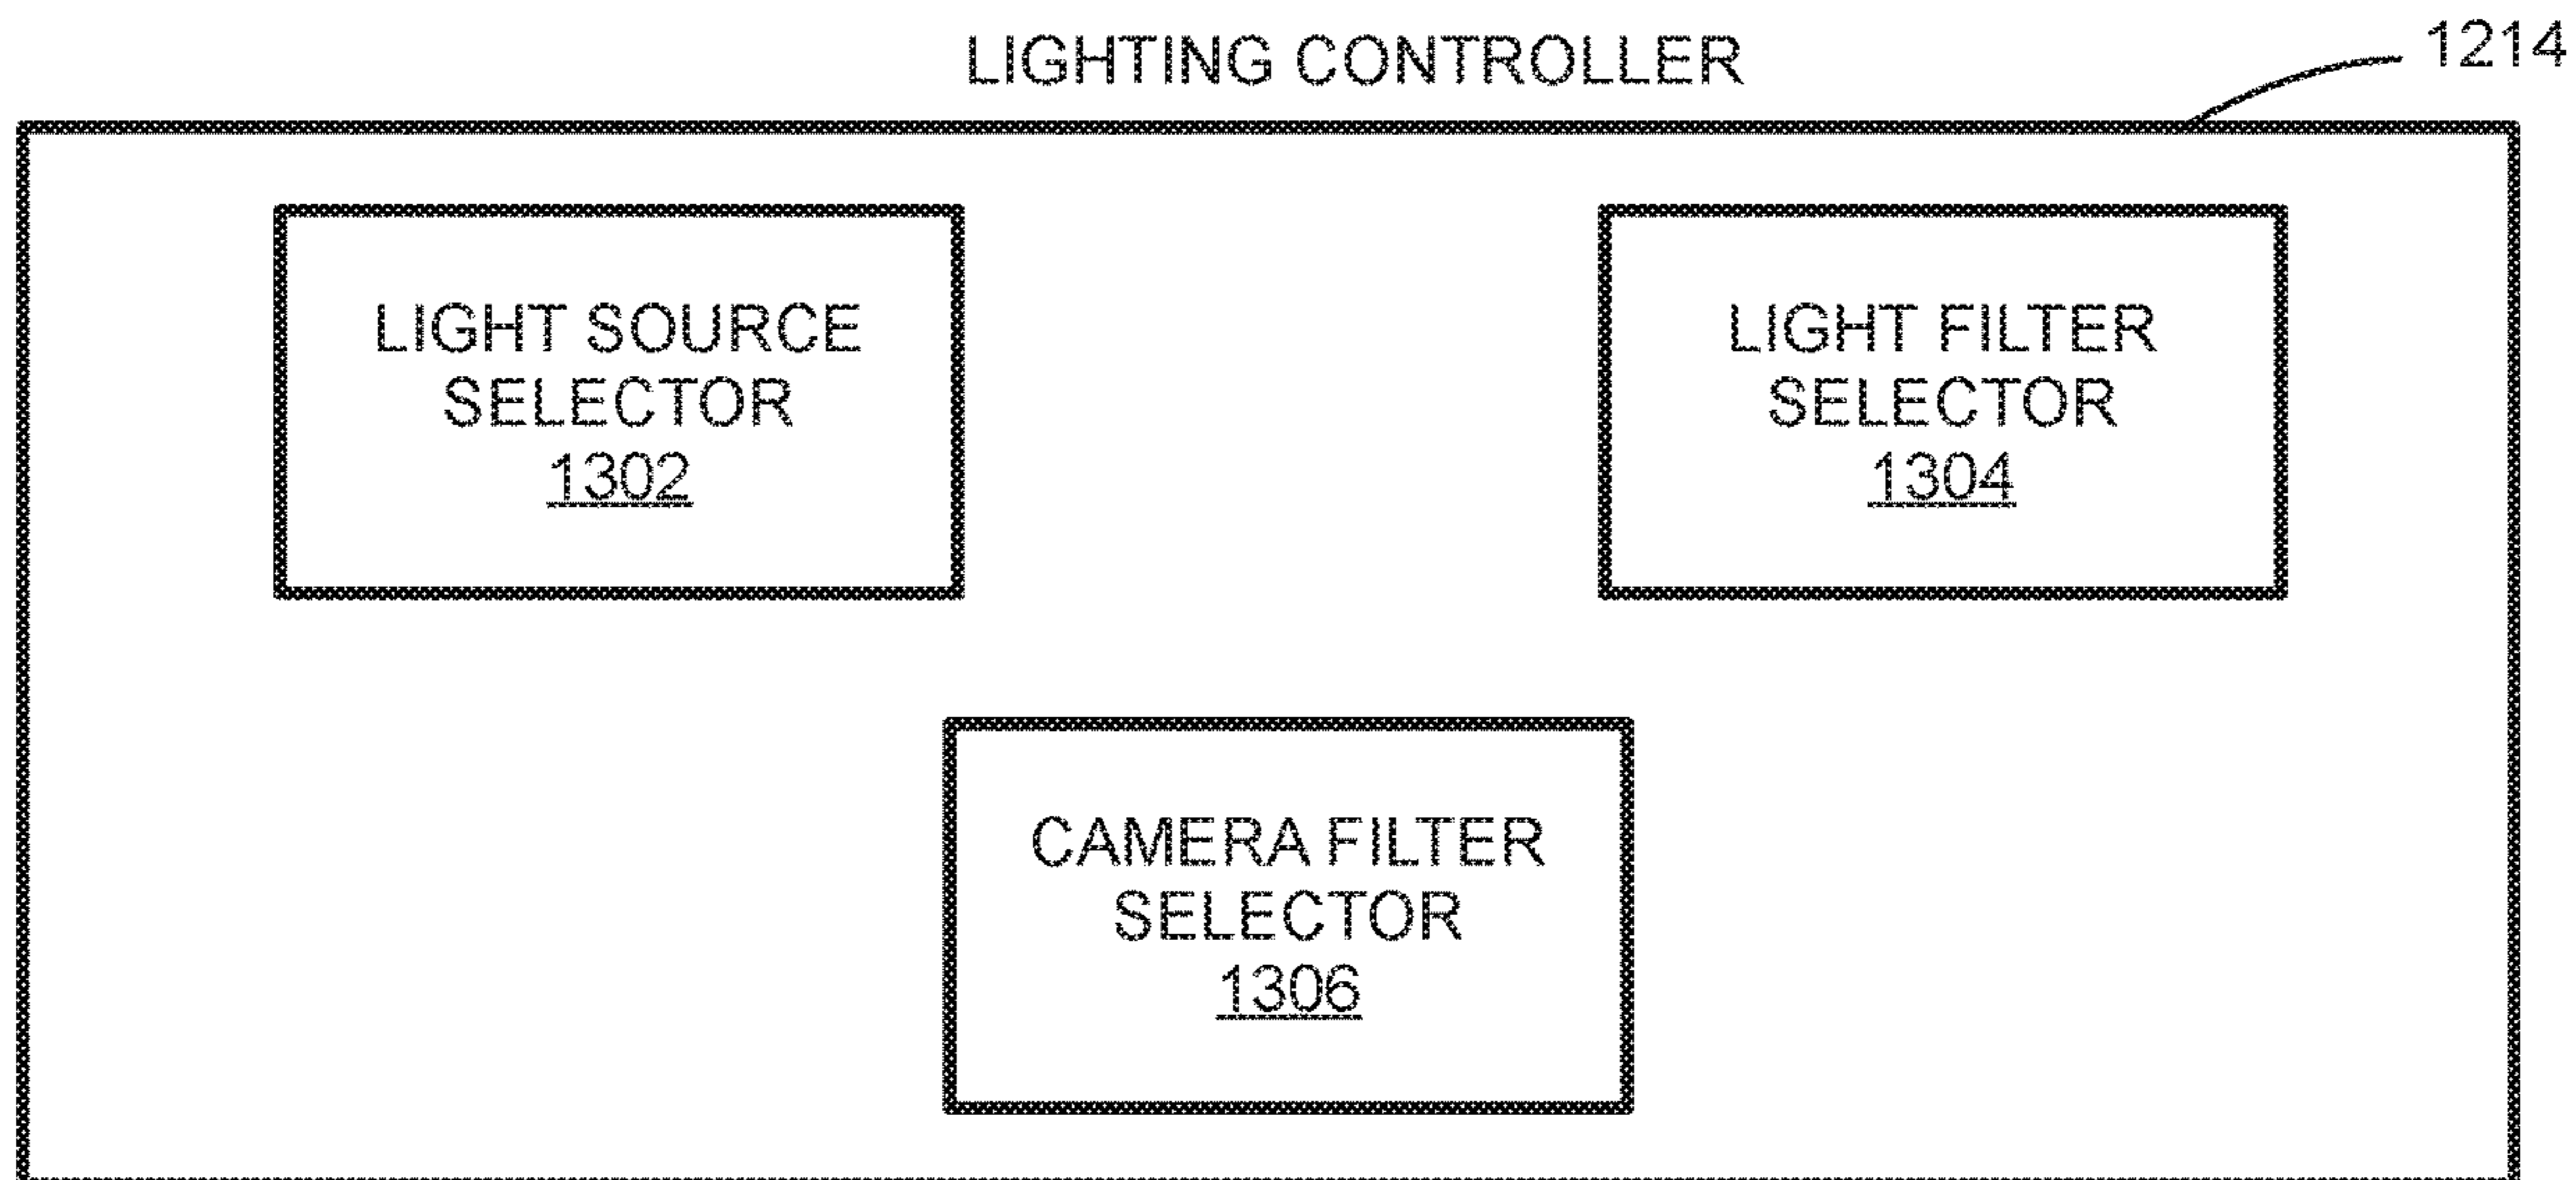 LIGHTING CONTROLLER
1214
LIGHT SOURCE
SELECTOR
1302
LIGHT FILTER
SELECTOR
1304
CAMERA FILTER
SELECTOR
1306